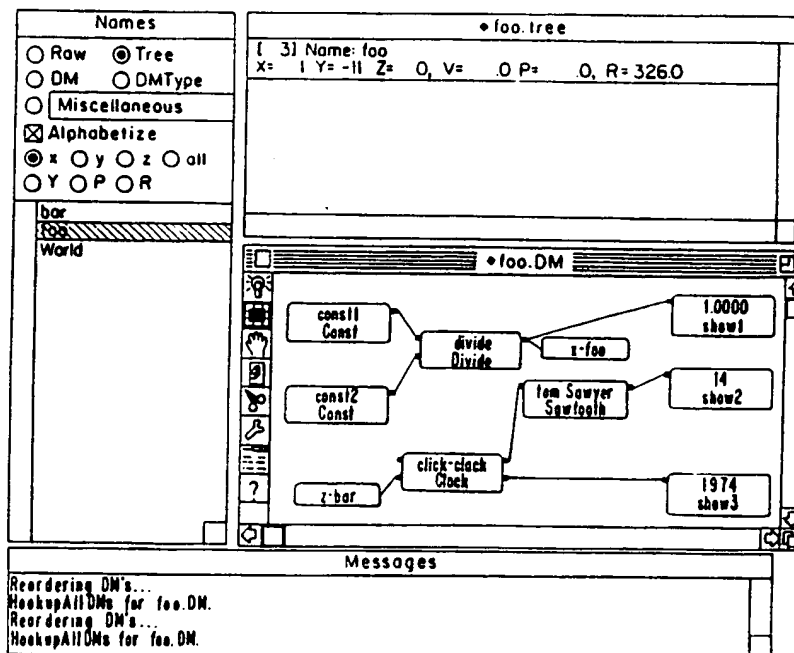 Names
Raw Tree
DM DMType
Miscellaneous
Alphabetize
x y z all
Y P R
bar
foo
World
foo.tree
[ 3] Name: foo
X= 1 Y= -11 Z= 0, V= .0 P= .0, R= 326.0
foo.DM
const1
Const
divide
Divide
x-foo
1.0000
show1
const2
Const
tom Sawyer
Sawtooth
14
show2
click-clack
Clock
z-bar
1974
show3
?
Messages
Reordering DM's...
HookupAllDMs for foo.DM.
Reordering DM's...
HookupAllDMs for foo.DM.